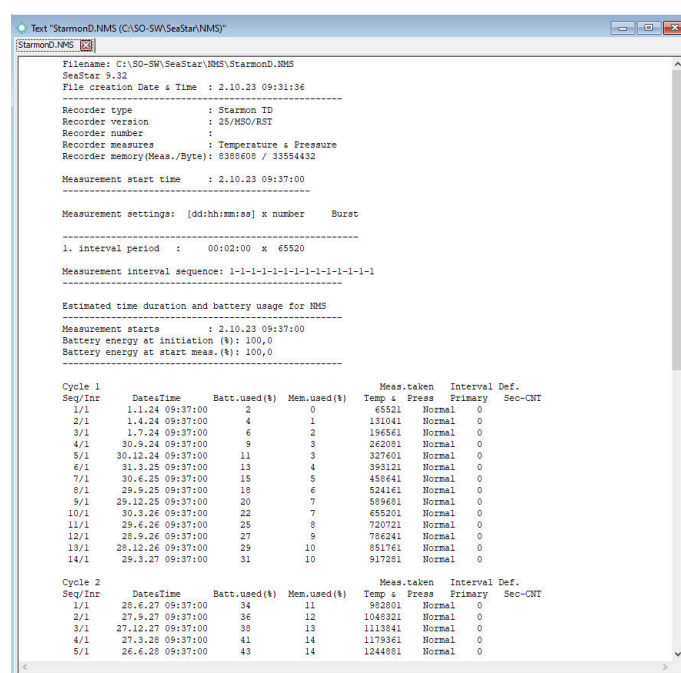 Text "StarmonD.NMS (C:\SO-SW\SeaStar\NMS)"
StarmonD.NMS
Filename: C:\SO-SW\SeaStar\NMS\StarmonD.NMS
SeaStar 9.32
File creation Date & Time : 2.10.23 09:31:36
--------------------------------------------------
Recorder type : Starmon TD
Recorder version : 25/MSO/RST
Recorder number :
Recorder measures : Temperature & Pressure
Recorder memory(Meas./Byte): 8388608 / 33554432
Measurement start time : 2.10.23 09:37:00
--------------------------------------------
Measurement settings: [dd:hh:mm:ss] x number Burst
-----------------------------------------------------
1. interval period : 00:02:00 x 65520
Measurement interval sequence: 1-1-1-1-1-1-1-1-1-1-1-1-1-1
--------------------------------------------------
Estimated time duration and battery usage for NMS
--------------------------------------------------
Measurement starts : 2.10.23 09:37:00
Battery energy at initiation (%): 100,0
Battery energy at start meas.(%): 100,0
--------------------------------------------------
Cycle 1 Meas.taken Interval Def.
Seq/Inr Date&Time Batt.used(%) Mem.used(%) Temp & Press Primary Sec-CNT
1/1 1.1.24 09:37:00 2 0 65521 Normal 0
2/1 1.4.24 09:37:00 4 1 131041 Normal 0
3/1 1.7.24 09:37:00 6 2 196561 Normal 0
4/1 30.9.24 09:37:00 9 3 262081 Normal 0
5/1 30.12.24 09:37:00 11 3 327601 Normal 0
6/1 31.3.25 09:37:00 13 4 393121 Normal 0
7/1 30.6.25 09:37:00 15 5 458641 Normal 0
8/1 29.9.25 09:37:00 18 6 524161 Normal 0
9/1 29.12.25 09:37:00 20 7 589681 Normal 0
10/1 30.3.26 09:37:00 22 7 655201 Normal 0
11/1 29.6.26 09:37:00 25 8 720721 Normal 0
12/1 28.9.26 09:37:00 27 9 786241 Normal 0
13/1 28.12.26 09:37:00 29 10 851761 Normal 0
14/1 29.3.27 09:37:00 31 10 917281 Normal 0
Cycle 2 Meas.taken Interval Def.
Seq/Inr Date&Time Batt.used(%) Mem.used(%) Temp & Press Primary Sec-CNT
1/1 28.6.27 09:37:00 34 11 982801 Normal 0
2/1 27.9.27 09:37:00 36 12 1048321 Normal 0
3/1 27.12.27 09:37:00 38 13 1113841 Normal 0
4/1 27.3.28 09:37:00 41 14 1179361 Normal 0
5/1 26.6.28 09:37:00 43 14 1244881 Normal 0